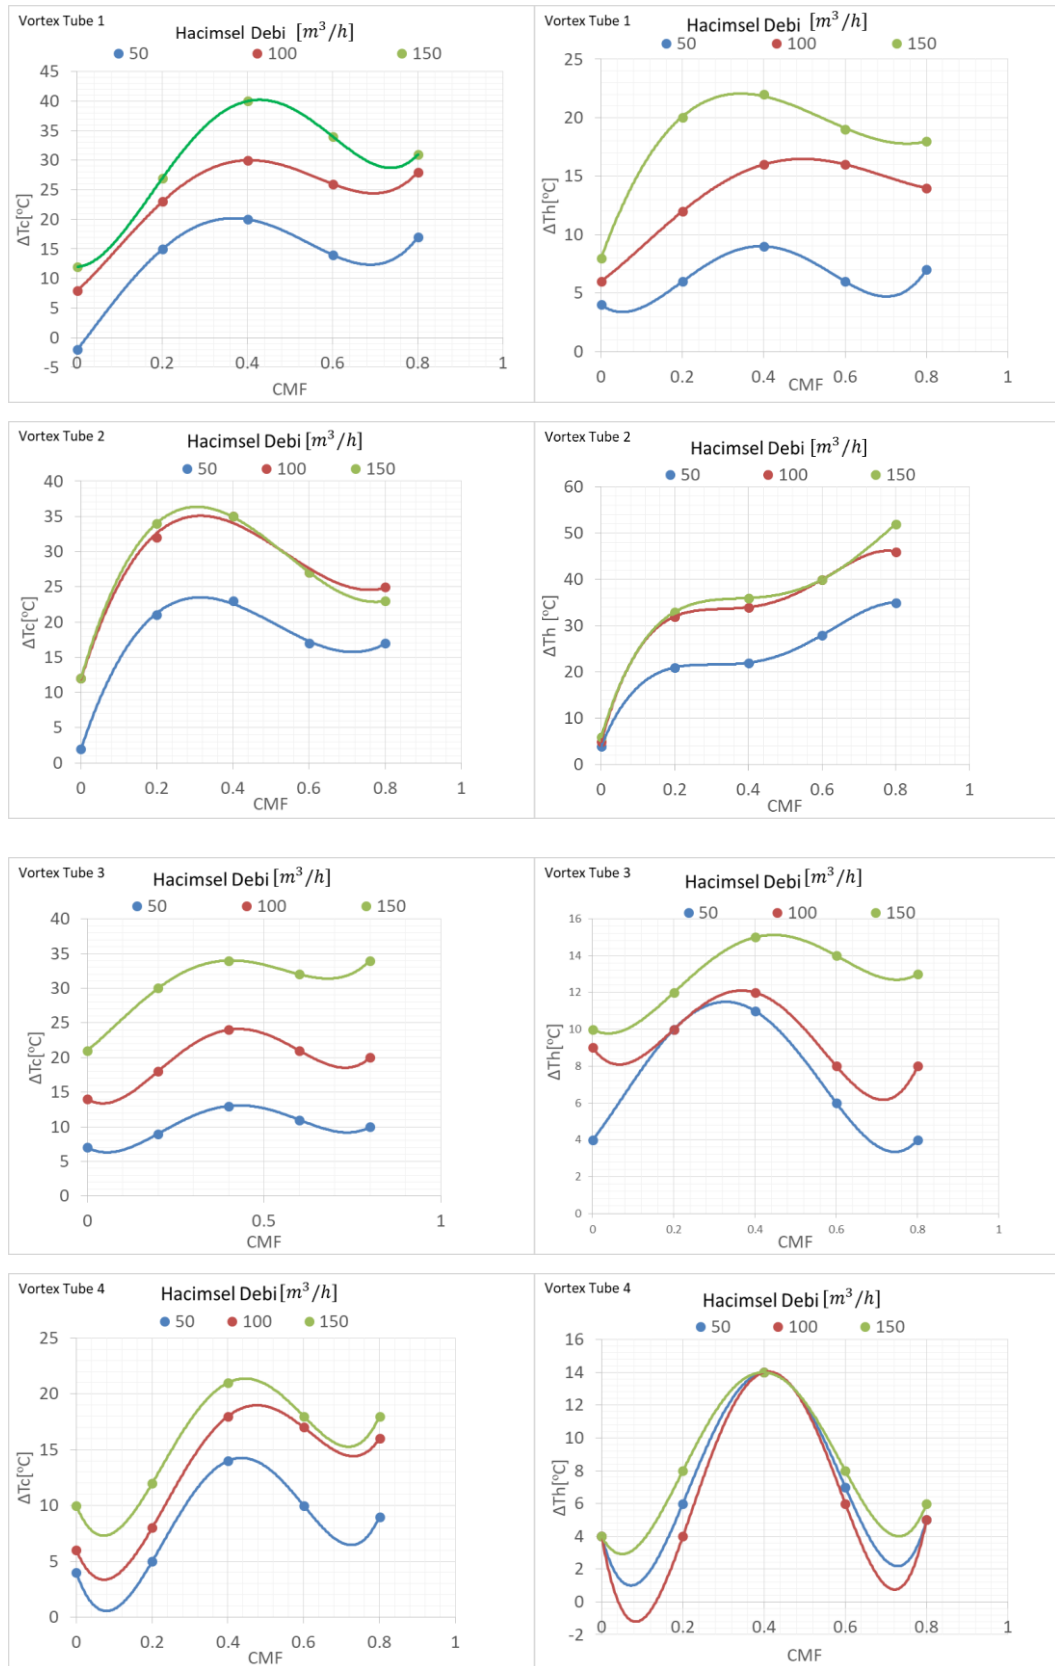 Vortex Tube 1
Hacimsel Debi [m³/h]
50 100 150
45
40
35
30
25
20
15
10
5
0
-5
ΔTc[ºC]
0 0.2 0.4 0.6 0.8 1
CMF
Vortex Tube 1
Hacimsel Debi [m³/h]
50 100 150
25
20
15
10
5
0
ΔTh[ºC]
0 0.2 0.4 0.6 0.8 1
CMF
Vortex Tube 2
Hacimsel Debi [m³/h]
50 100 150
40
35
30
25
20
15
10
5
0
ΔTc[ºC]
0 0.2 0.4 0.6 0.8 1
CMF
Vortex Tube 2
Hacimsel Debi [m³/h]
50 100 150
60
50
40
30
20
10
0
ΔTh [ºC]
0 0.2 0.4 0.6 0.8 1
CMF
Vortex Tube 3
Hacimsel Debi [m³/h]
50 100 150
40
35
30
25
20
15
10
5
0
ΔTc[ºC]
0 0.5 1
CMF
Vortex Tube 3
Hacimsel Debi [m³/h]
50 100 150
16
14
12
10
8
6
4
2
0
ΔTh[ºC]
0 0.2 0.4 0.6 0.8 1
CMF
Vortex Tube 4
Hacimsel Debi [m³/h]
50 100 150
25
20
15
10
5
0
ΔTc[ºC]
0 0.2 0.4 0.6 0.8 1
CMF
Vortex Tube 4
Hacimsel Debi [m³/h]
50 100 150
16
14
12
10
8
6
4
2
0
-2
ΔTh[ºC]
0 0.2 0.4 0.6 0.8 1
CMF